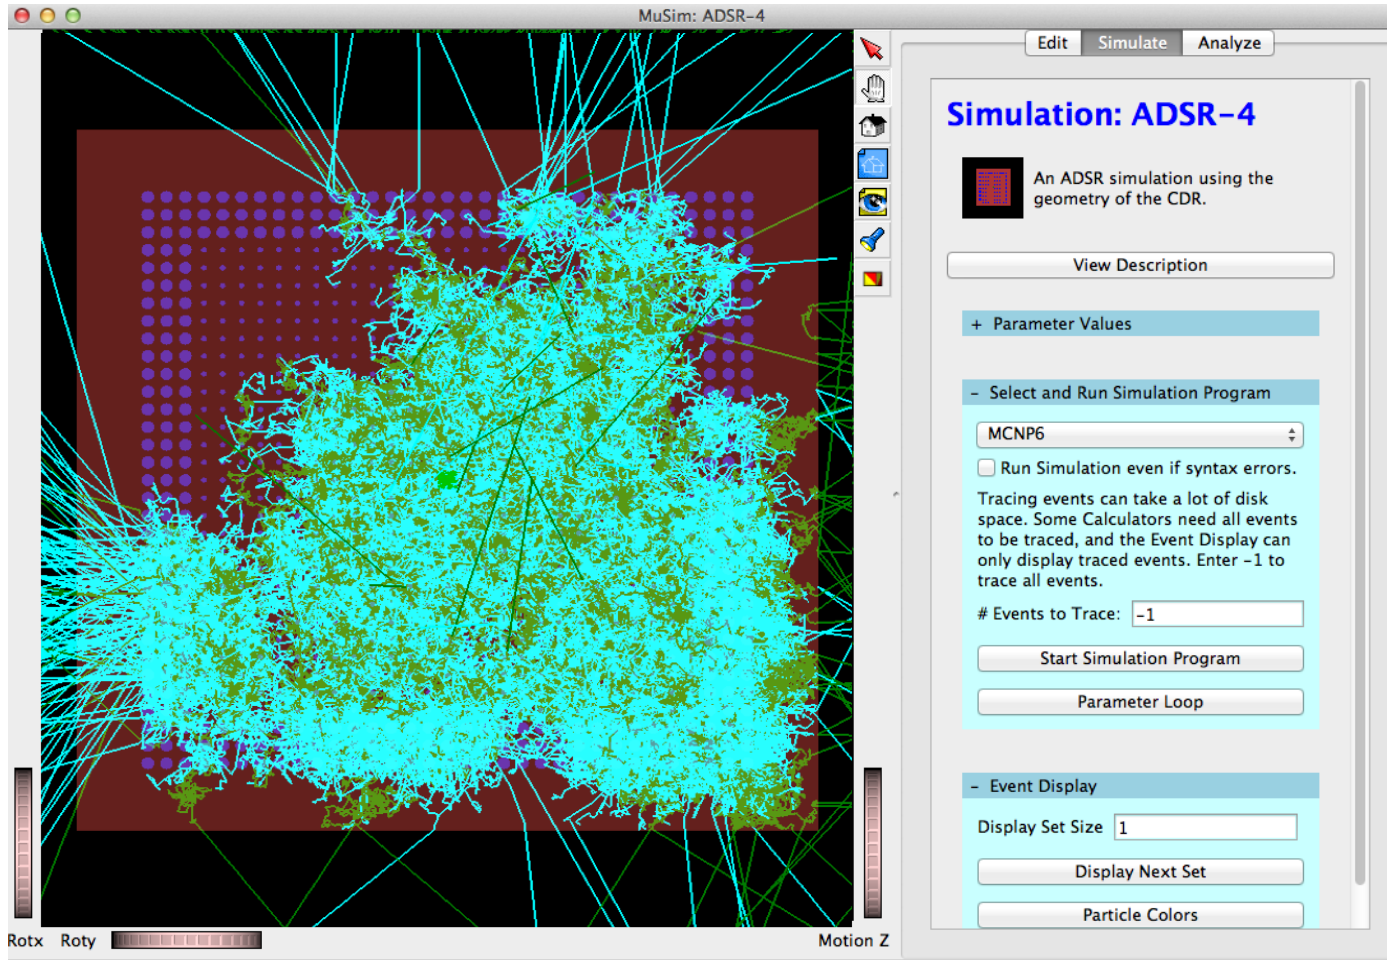 MuSim: ADSR-4
Edit Simulate Analyze
Simulation: ADSR-4
An ADSR simulation using the
geometry of the CDR.
View Description
+ Parameter Values
- Select and Run Simulation Program
MCNP6
Run Simulation even if syntax errors.
Tracing events can take a lot of disk
space. Some Calculators need all events
to be traced, and the Event Display can
only display traced events. Enter -1 to
trace all events.
# Events to Trace: -1
Start Simulation Program
Parameter Loop
- Event Display
Display Set Size 1
Display Next Set
Particle Colors
Rotx Roty Motion Z